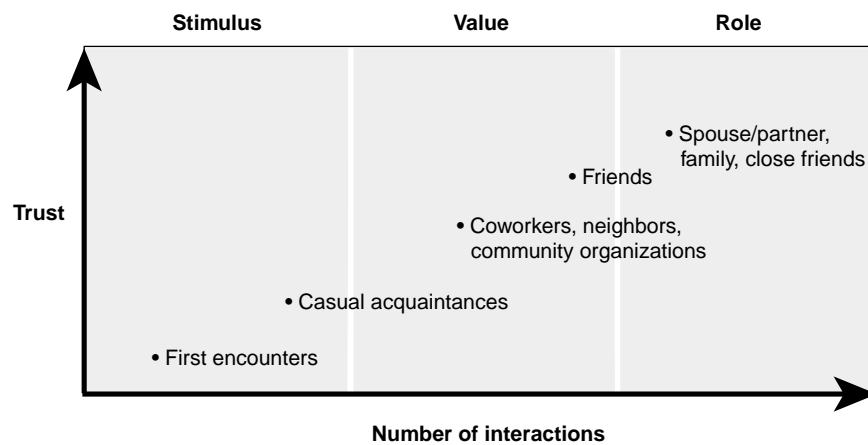 Stimulus Value Role
• Spouse/partner,
family, close friends
• Friends
Trust
• Coworkers, neighbors,
community organizations
• Casual acquaintances
• First encounters
Number of interactions